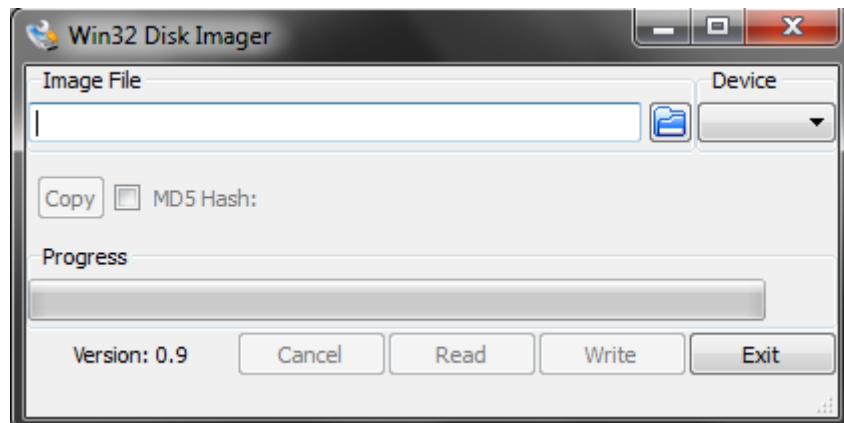 Win32 Disk Imager
Image File Device
Copy MD5 Hash:
Progress
Version: 0.9 Cancel Read Write Exit